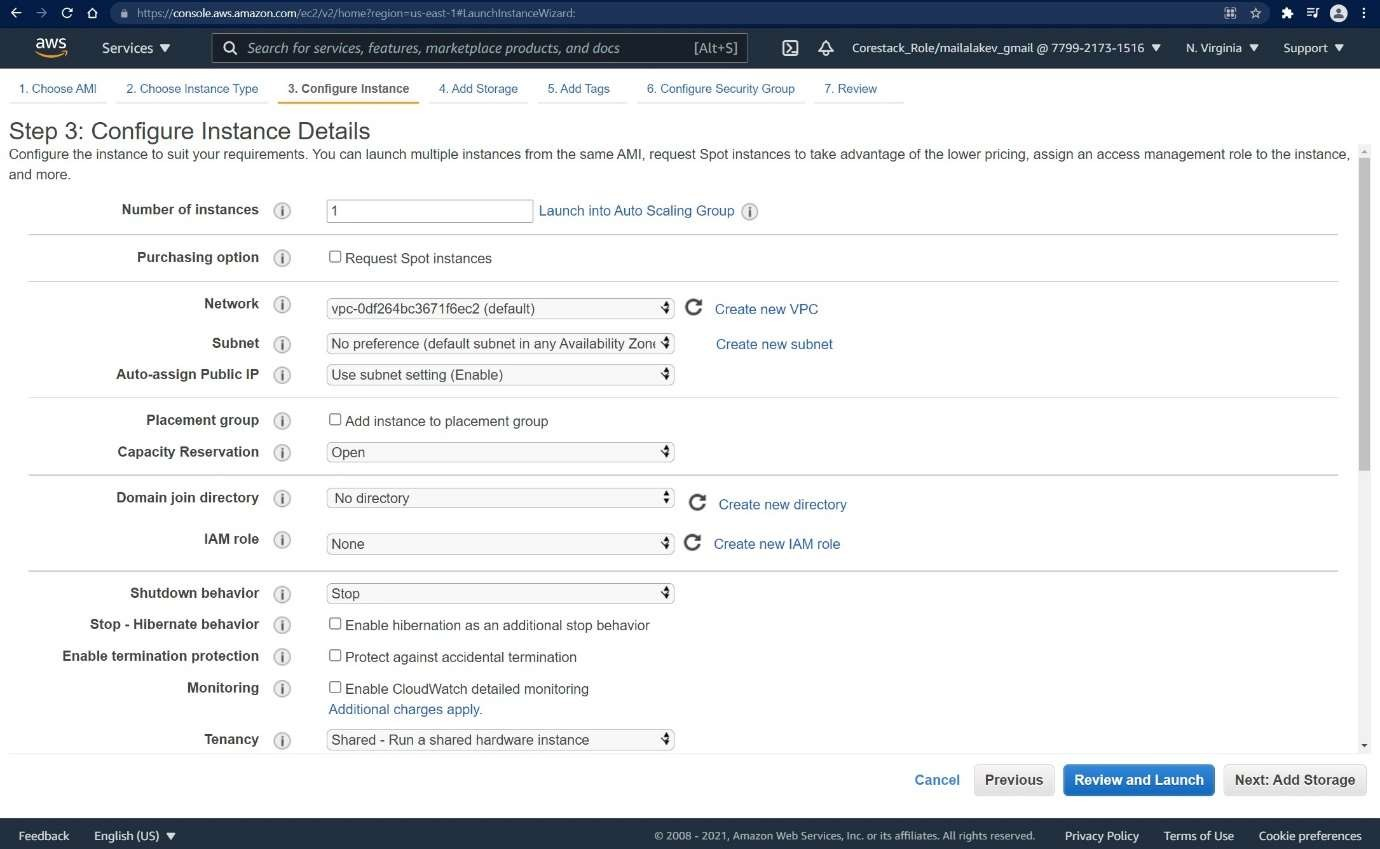 https://console.aws.amazon.com/ec2/v2/home?region=us-east-1#LaunchInstanceWizard:
aws Services Search for services, features, marketplace products, and docs [Alt+S] Corestack_Role/mailalakev_gmail @ 7799-2173-1516 N. Virginia Support
1. Choose AMI 2. Choose Instance Type 3. Configure Instance 4. Add Storage 5. Add Tags 6. Configure Security Group 7. Review
Step 3: Configure Instance Details
Configure the instance to suit your requirements. You can launch multiple instances from the same AMI, request Spot instances to take advantage of the lower pricing, assign an access management role to the instance,
and more.
Number of instances 1 Launch into Auto Scaling Group
Purchasing option Request Spot instances
Network vpc-0df264bc3671f6ec2 (default) Create new VPC
Subnet No preference (default subnet in any Availability Zone Create new subnet
Auto-assign Public IP Use subnet setting (Enable)
Placement group Add instance to placement group
Capacity Reservation Open
Domain join directory No directory Create new directory
IAM role None Create new IAM role
Shutdown behavior Stop
Stop - Hibernate behavior Enable hibernation as an additional stop behavior
Enable termination protection Protect against accidental termination
Monitoring Enable CloudWatch detailed monitoring
Additional charges apply.
Tenancy Shared - Run a shared hardware instance
Cancel Previous Review and Launch Next: Add Storage
Feedback English (US) © 2008 - 2021, Amazon Web Services, Inc. or its affiliates. All rights reserved. Privacy Policy Terms of Use Cookie preferences